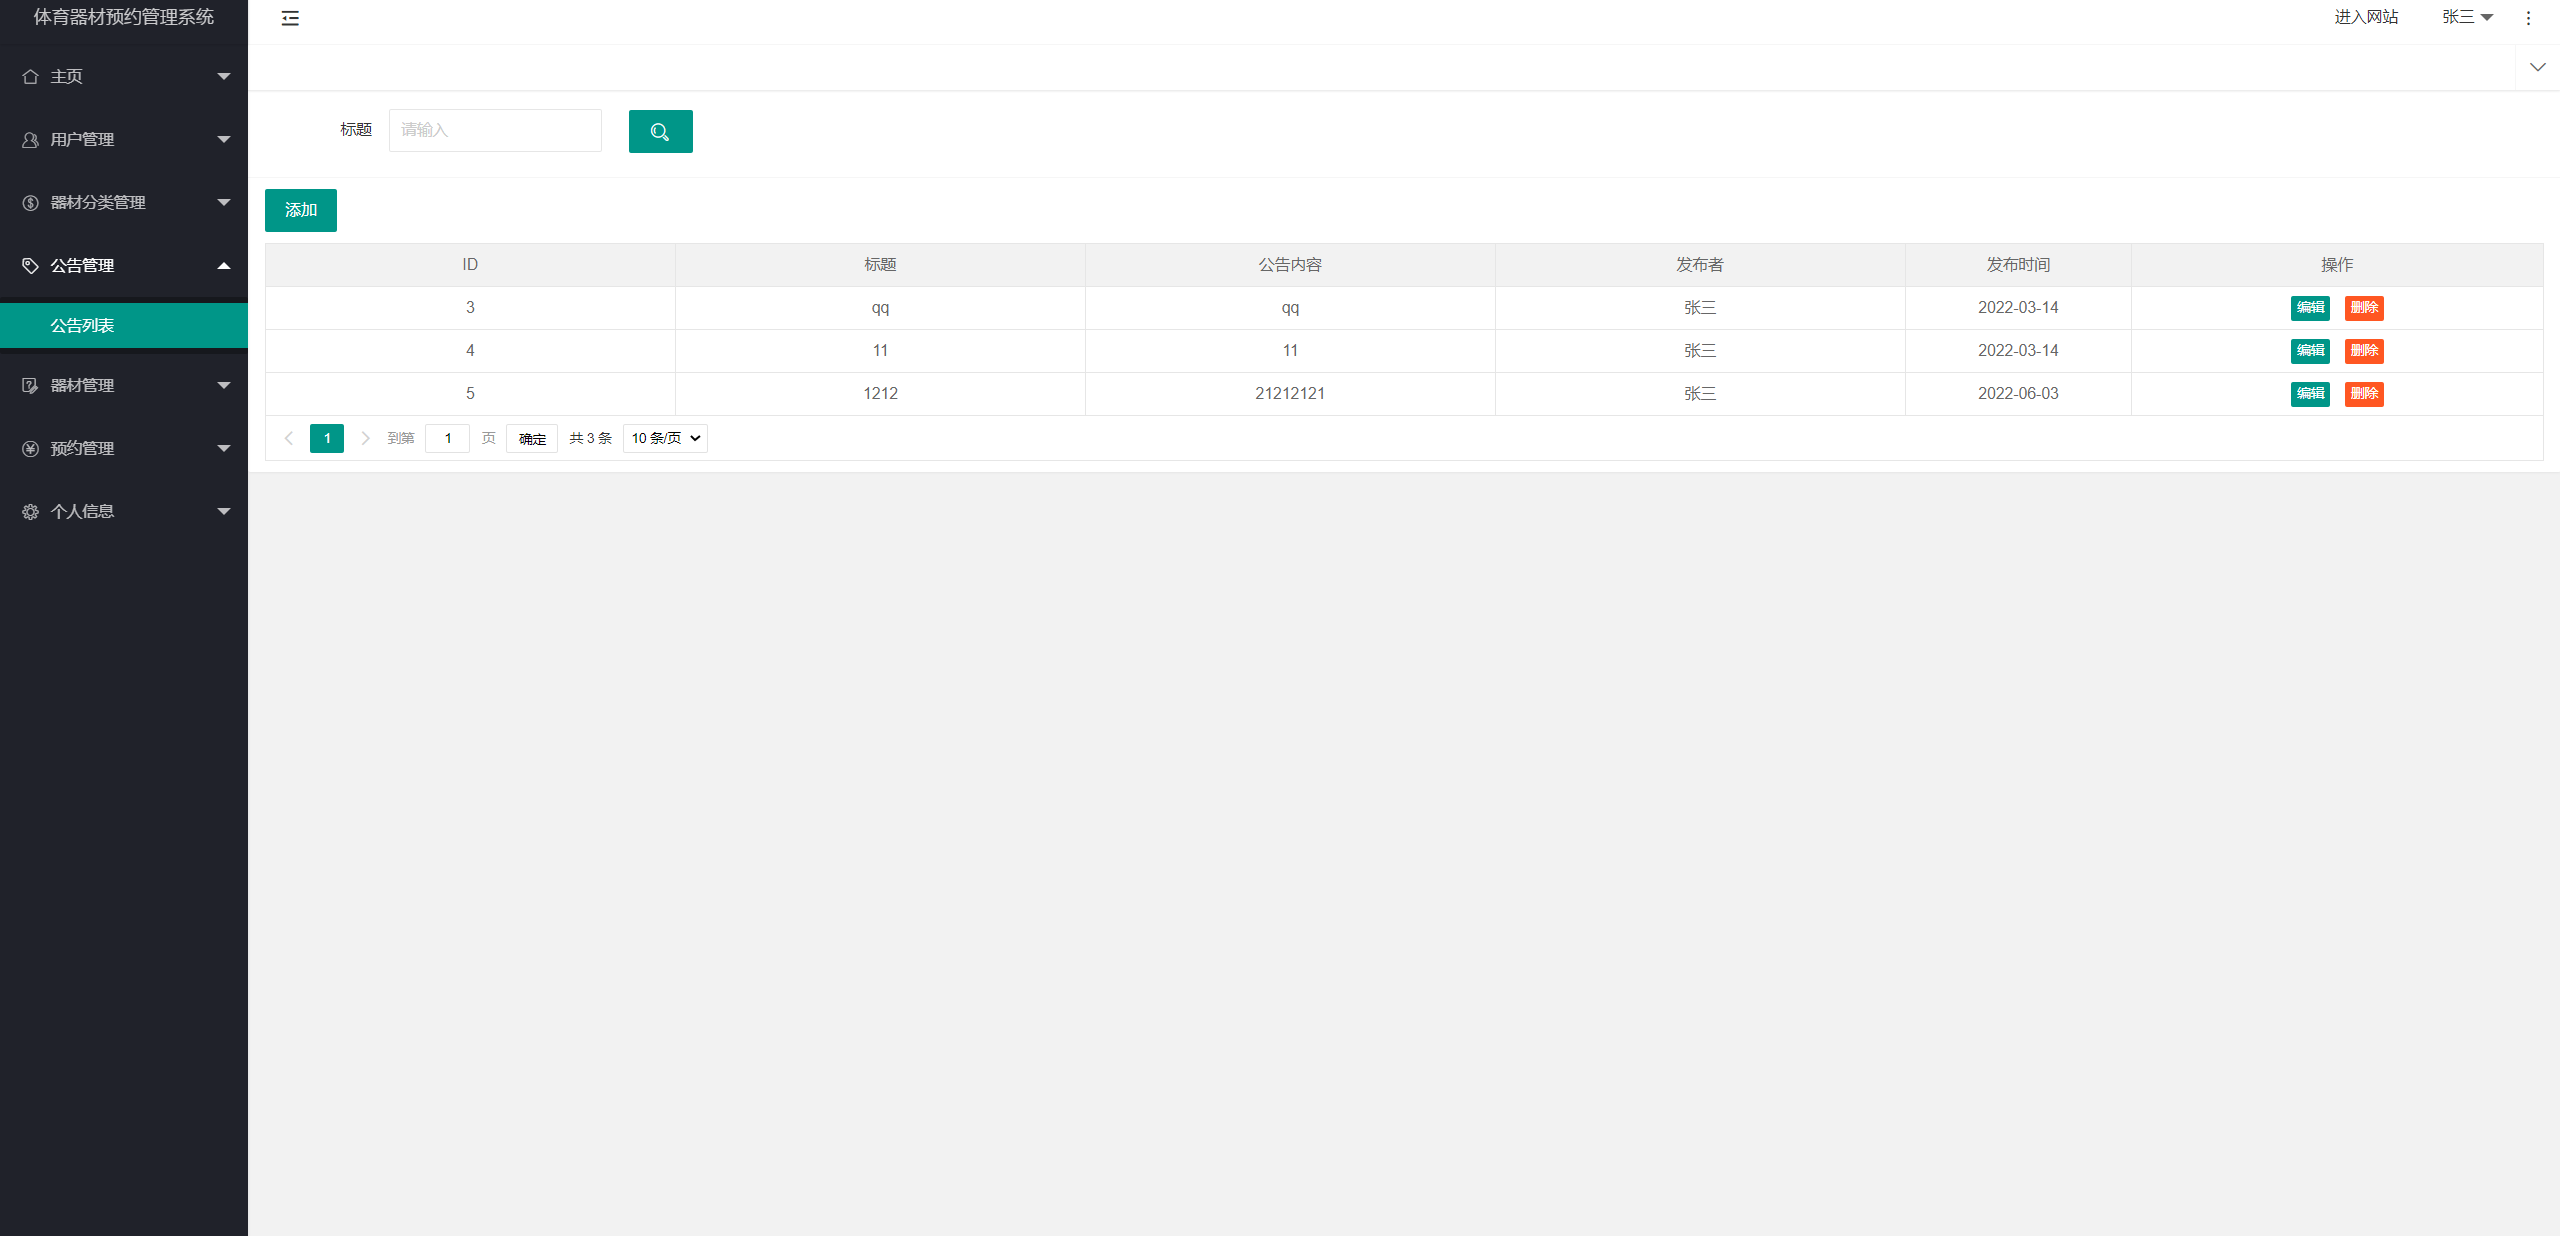 体育器材预约管理系统
进入网站 张三
主页
用户管理
器材分类管理
公告管理
公告列表
器材管理
预约管理
个人信息
标题 请输入
添加
ID 标题 公告内容 发布者 发布时间 操作
3 qq qq 张三 2022-03-14 编辑 删除
4 11 11 张三 2022-03-14 编辑 删除
5 1212 21212121 张三 2022-06-03 编辑 删除
1 到第 1 页 确定 共 3 条 10 条/页